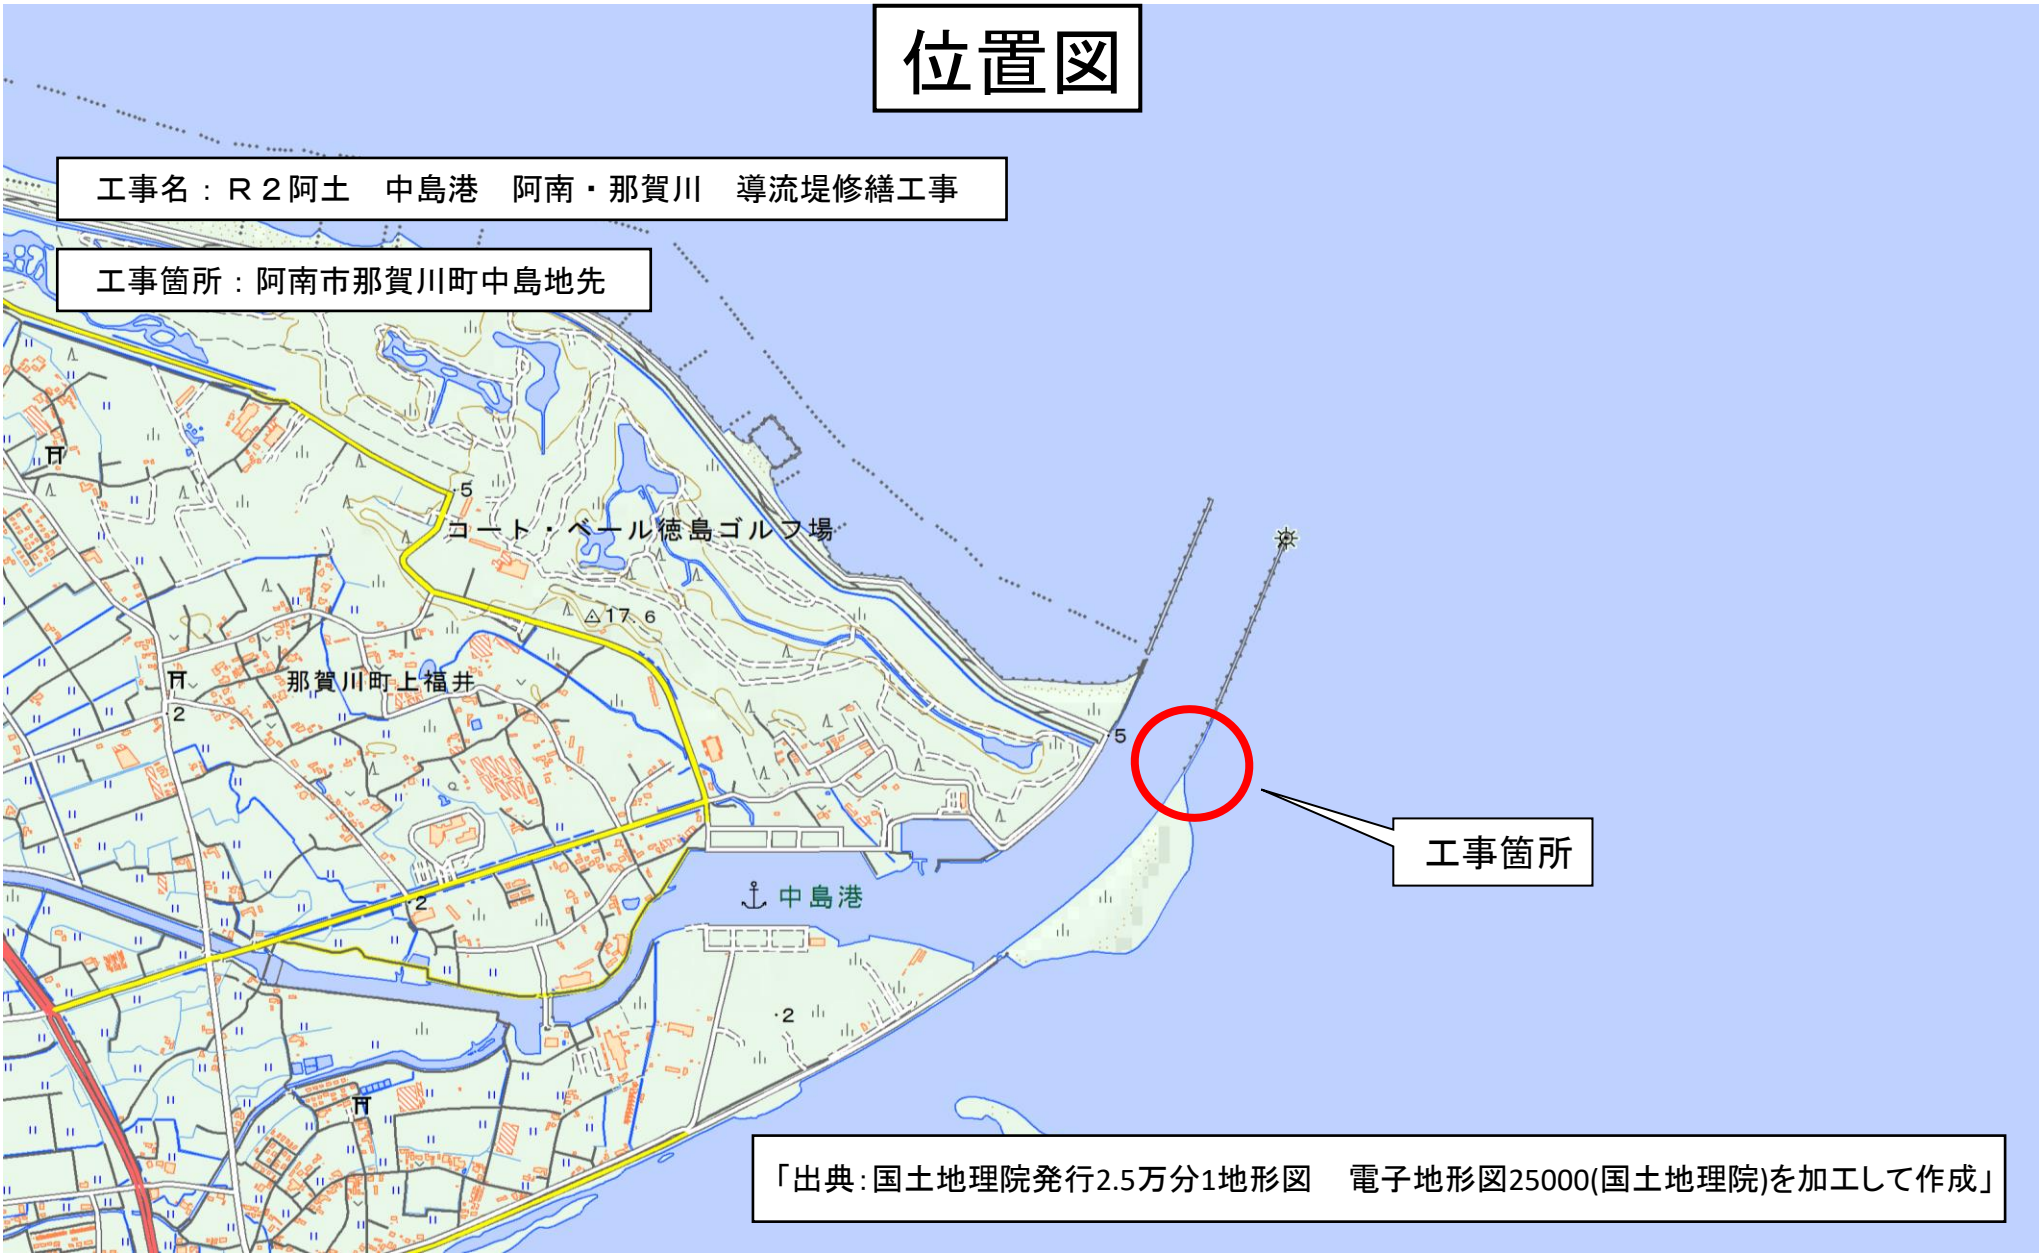 位置図
工事名：Ｒ２阿土　中島港　阿南・那賀川　導流堤修繕工事
工事箇所：阿南市那賀川町中島地先
5
コート・ベール徳島ゴルフ場
17.6
那賀川町上福井
2
5
工事箇所
2
中島港
2
「出典：国土地理院発行2.5万分1地形図　電子地形図25000(国土地理院)を加工して作成」